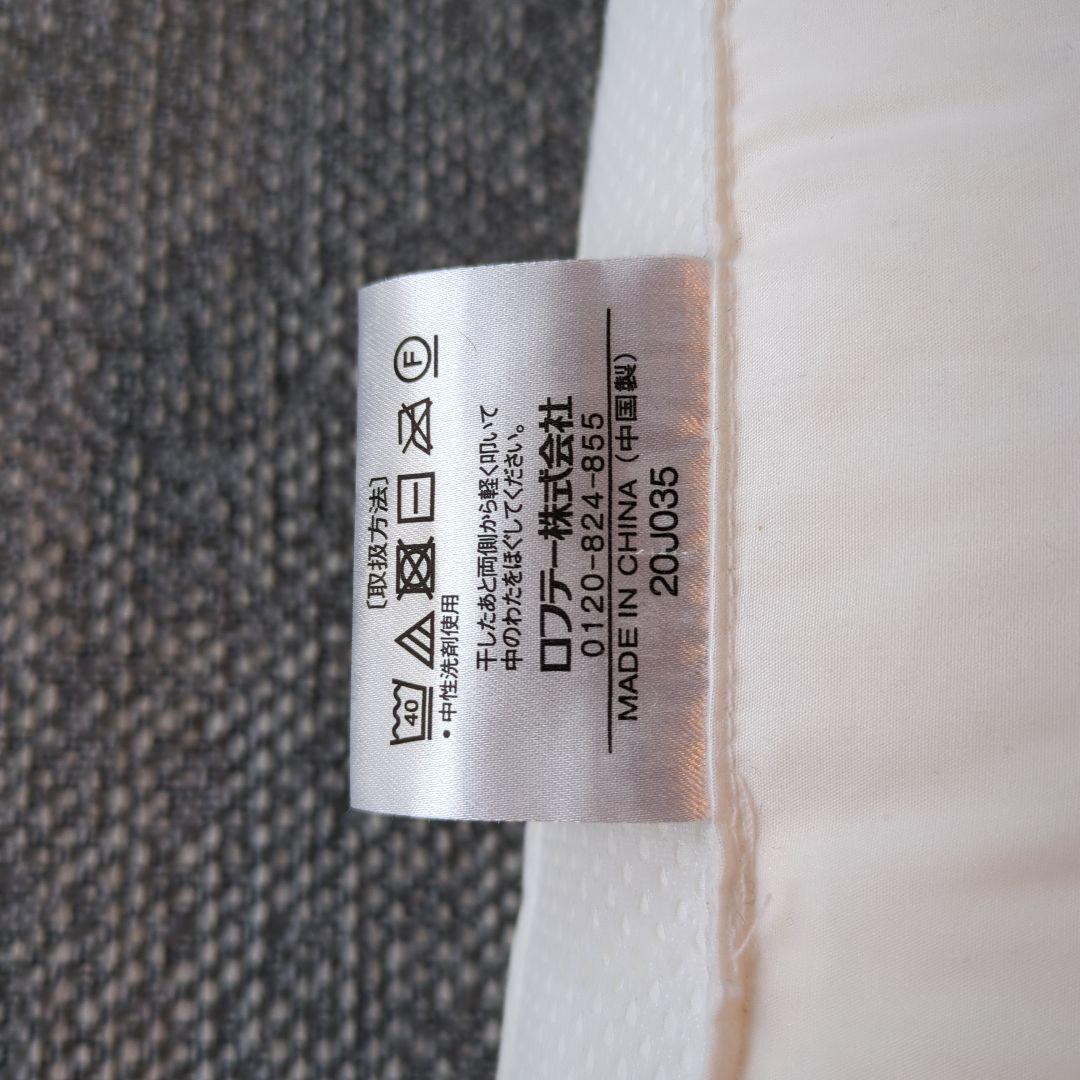 〔取扱方法〕
40 F
・中性洗剤使用
干したあと両側から軽く叩いて
中のわたをほぐしてください。
ロフテー株式会社
0120-824-855
MADE IN CHINA (中国製)
20J035